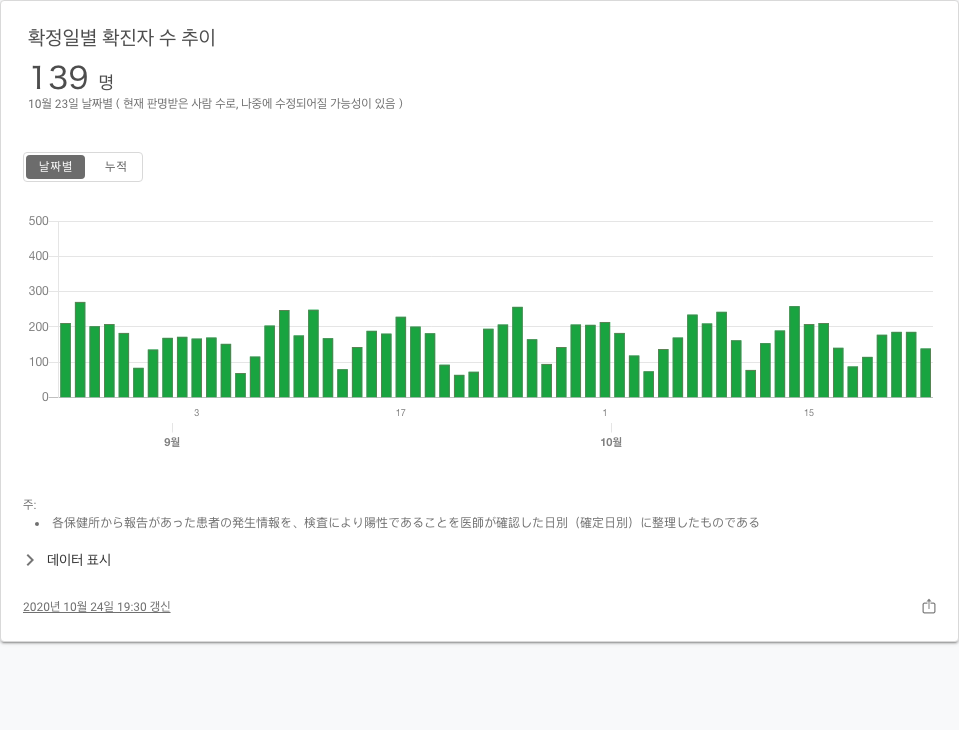 확정일별 확진자 수 추이
139 명
10월 23일 날짜별 ( 현재 판명받은 사람 수로, 나중에 수정되어질 가능성이 있음 )
날짜별 누적
500
400
300
200
100
0
3 17 1 15
9월 10월
주:
• 各保健所から報告があった患者の発生情報を、検査により陽性であることを医師が確認した日別（確定日別）に整理したものである
데이터 표시
2020년 10월 24일 19:30 갱신